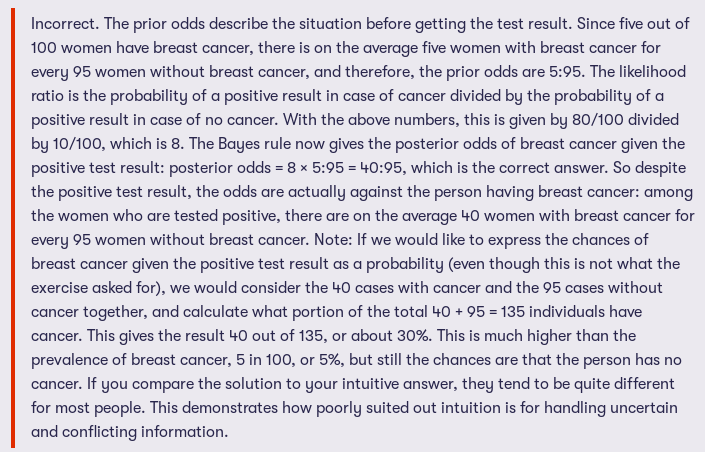 Incorrect. The prior odds describe the situation before getting the test result. Since five out of
100 women have breast cancer, there is on the average five women with breast cancer for
every 95 women without breast cancer, and therefore, the prior odds are 5:95. The likelihood
ratio is the probability of a positive result in case of cancer divided by the probability of a
positive result in case of no cancer. With the above numbers, this is given by 80/100 divided
by 10/100, which is 8. The Bayes rule now gives the posterior odds of breast cancer given the
positive test result: posterior odds = 8 × 5:95 = 40:95, which is the correct answer. So despite
the positive test result, the odds are actually against the person having breast cancer: among
the women who are tested positive, there are on the average 40 women with breast cancer for
every 95 women without breast cancer. Note: If we would like to express the chances of
breast cancer given the positive test result as a probability (even though this is not what the
exercise asked for), we would consider the 40 cases with cancer and the 95 cases without
cancer together, and calculate what portion of the total 40 + 95 = 135 individuals have
cancer. This gives the result 40 out of 135, or about 30%. This is much higher than the
prevalence of breast cancer, 5 in 100, or 5%, but still the chances are that the person has no
cancer. If you compare the solution to your intuitive answer, they tend to be quite different
for most people. This demonstrates how poorly suited out intuition is for handling uncertain
and conflicting information.